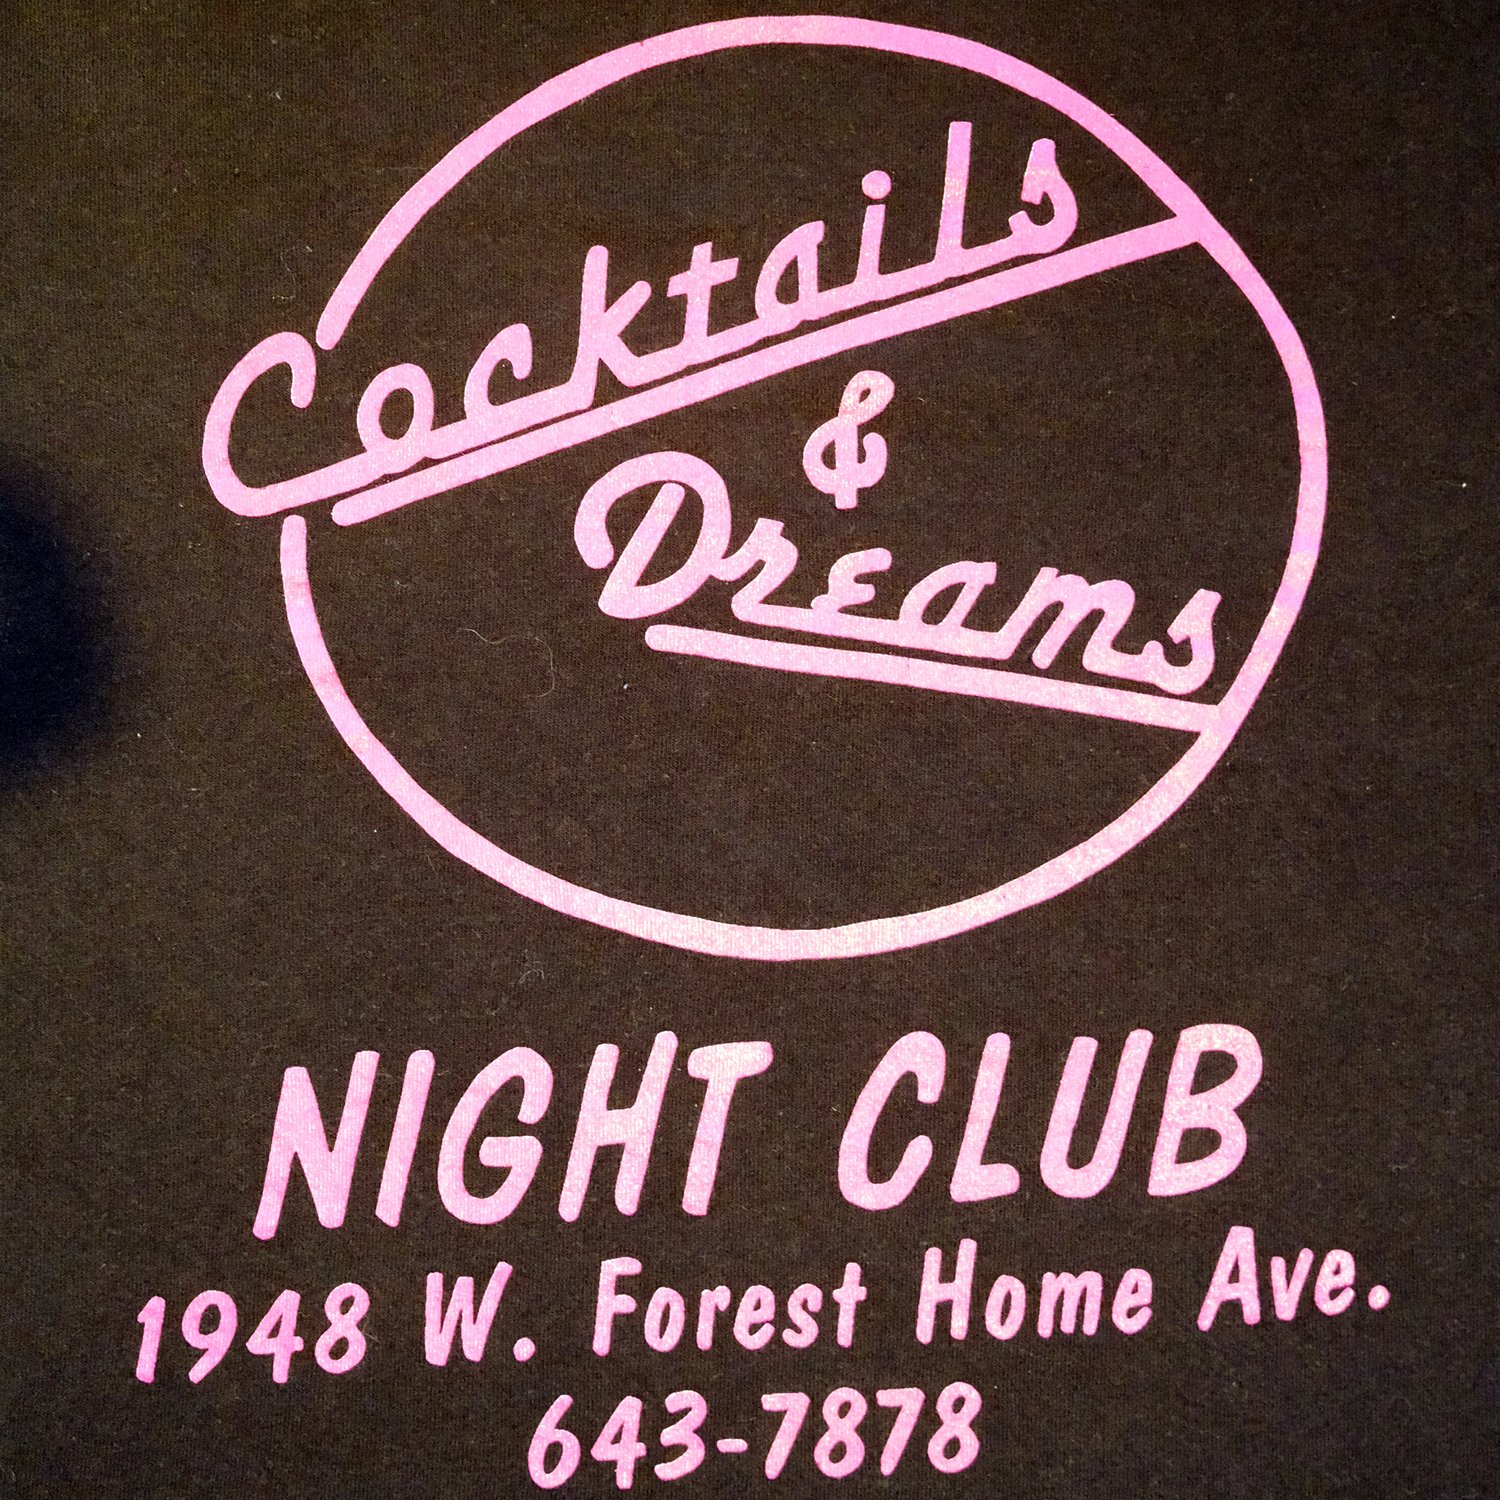 Cocktails
&
Dreams
NIGHT CLUB
1948 W. Forest Home Ave.
643-7878